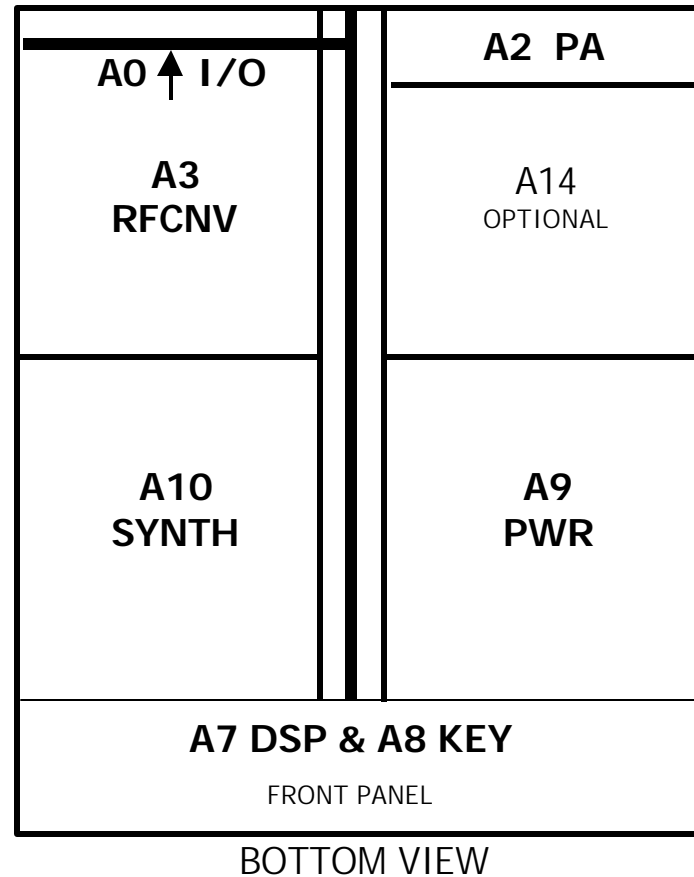 A0 I/O
A2 PA
A3
RFCNV
A14
OPTIONAL
A10
SYNTH
A9
PWR
A7 DSP & A8 KEY
FRONT PANEL
BOTTOM VIEW